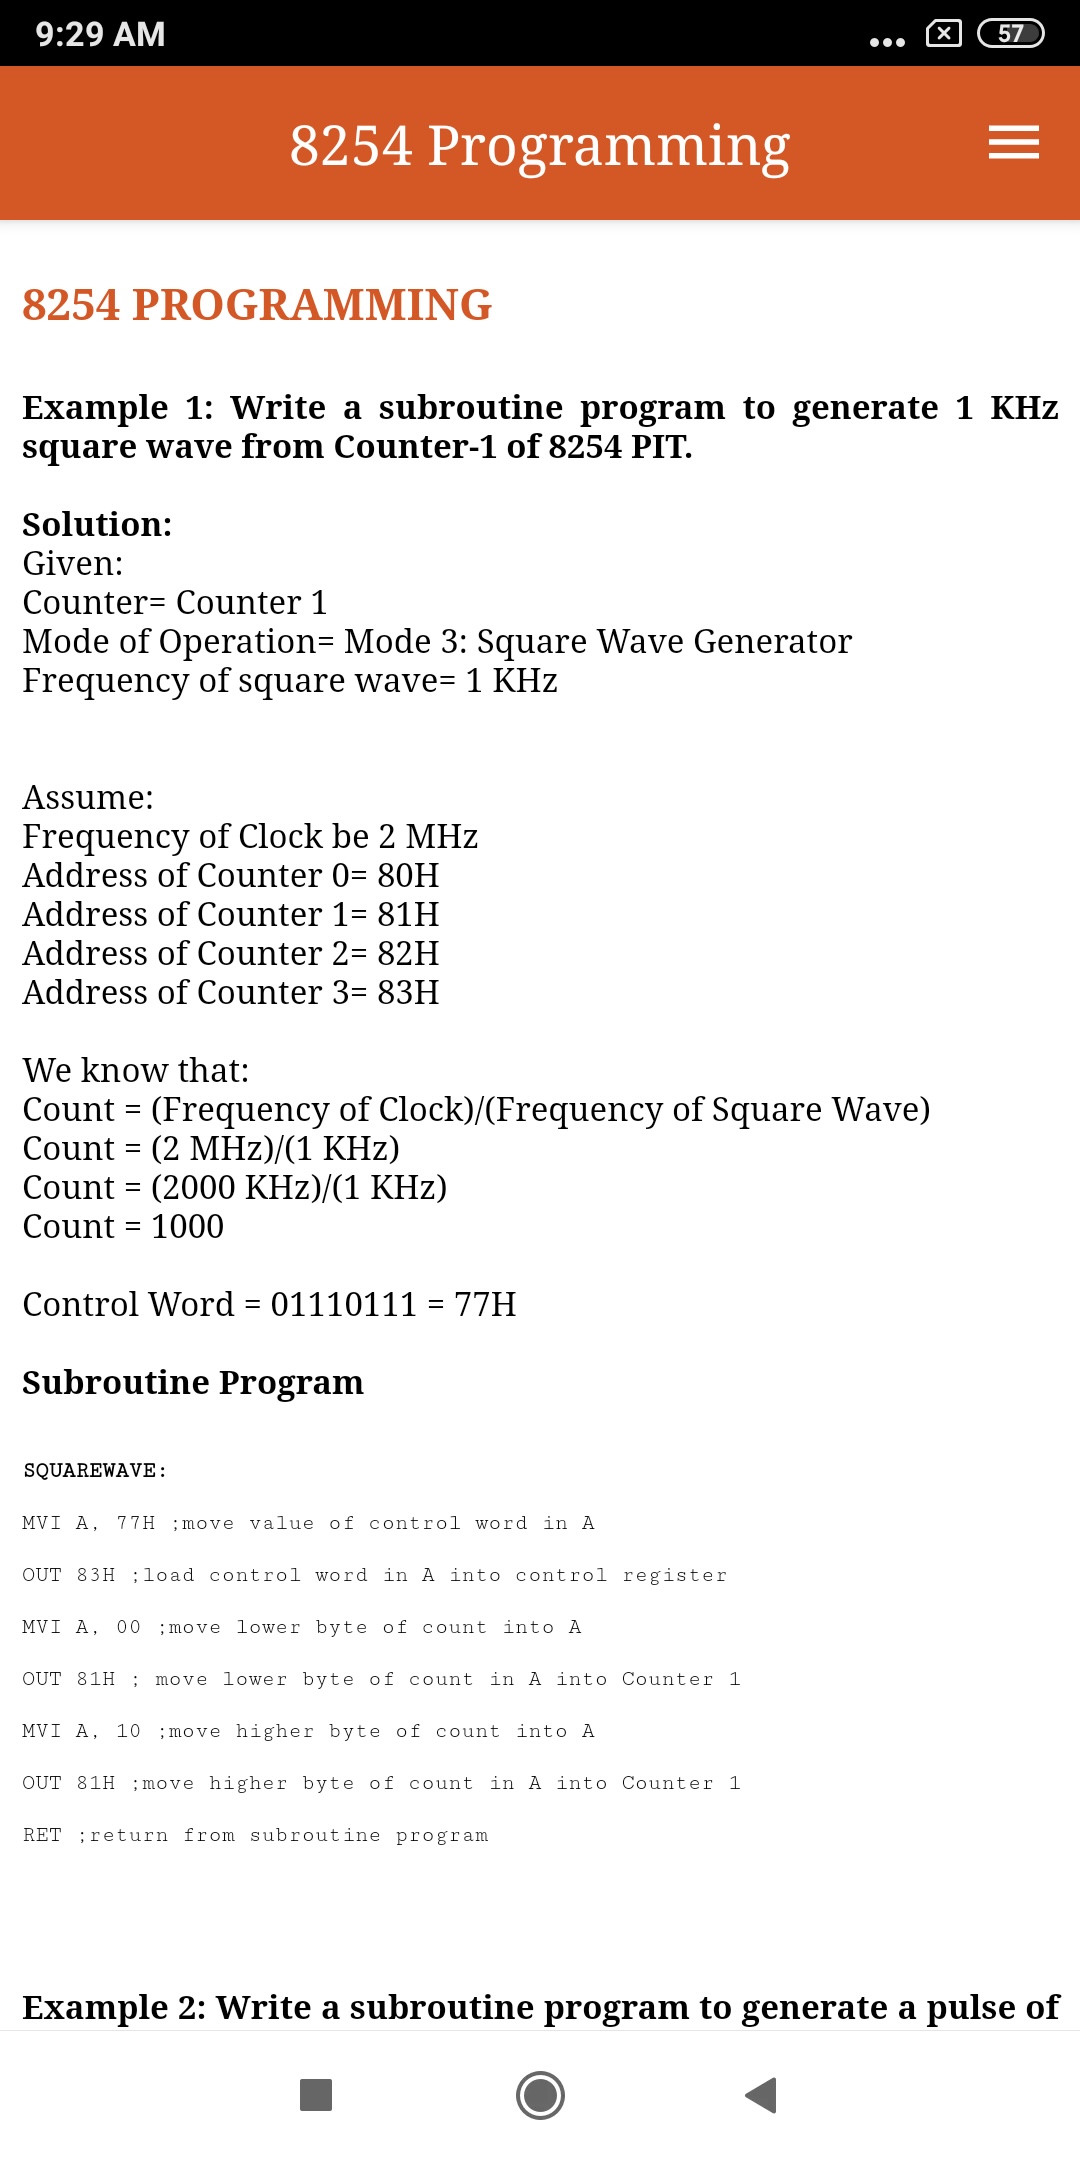 9:29 AM
57
8254 Programming
8254 PROGRAMMING
Example 1: Write a subroutine program to generate 1 KHz
square wave from Counter-1 of 8254 PIT.
Solution:
Given:
Counter= Counter 1
Mode of Operation= Mode 3: Square Wave Generator
Frequency of square wave= 1 KHz
Assume:
Frequency of Clock be 2 MHz
Address of Counter 0= 80H
Address of Counter 1= 81H
Address of Counter 2= 82H
Address of Counter 3= 83H
We know that:
Count = (Frequency of Clock)/(Frequency of Square Wave)
Count = (2 MHz)/(1 KHz)
Count = (2000 KHz)/(1 KHz)
Count = 1000
Control Word = 01110111 = 77H
Subroutine Program
SQUAREWAVE:
MVI A, 77H ;move value of control word in A
OUT 83H ;load control word in A into control register
MVI A, 00 ;move lower byte of count into A
OUT 81H ; move lower byte of count in A into Counter 1
MVI A, 10 ;move higher byte of count into A
OUT 81H ;move higher byte of count in A into Counter 1
RET ;return from subroutine program
Example 2: Write a subroutine program to generate a pulse of